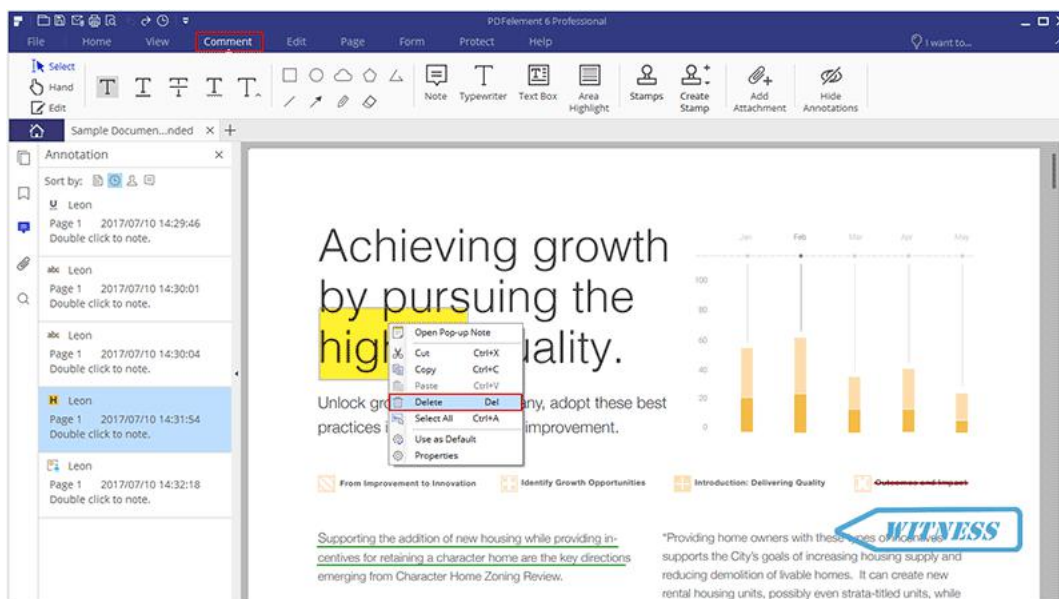 PDFelement 6 Professional
File Home View Comment Edit Page Form Protect Help I want to...
Select
Hand
Edit
Note Typewriter Text Box Area Highlight Stamps Create Stamp Add Attachment Hide Annotations
Sample Documen...nded
Annotation
Sort by:
U Leon
Page 1 2017/07/10 14:29:46
Double click to note.
abc Leon
Page 1 2017/07/10 14:30:01
Double click to note.
abc Leon
Page 1 2017/07/10 14:30:04
Double click to note.
H Leon
Page 1 2017/07/10 14:31:54
Double click to note.
Leon
Page 1 2017/07/10 14:32:18
Double click to note.
Achieving growth
by pursuing the
hig uality.
Unlock gro any, adopt these best
practices i improvement.
Open Pop-up Note
Cut Ctrl+X
Copy Ctrl+C
Paste Ctrl+V
Delete Del
Select All Ctrl+A
Use as Default
Properties
Jan Feb Mar Apr May
100
80
60
40
20
0
From Improvement to Innovation
Identify Growth Opportunities
Introduction: Delivering Quality
Outcomes and Impact
WITNESS
Supporting the addition of new housing while providing in-
centives for retaining a character home are the key directions
emerging from Character Home Zoning Review.
"Providing home owners with these types of incentives
supports the City's goals of increasing housing supply and
reducing demolition of livable homes. It can create new
rental housing units, possibly even strata-titled units, while